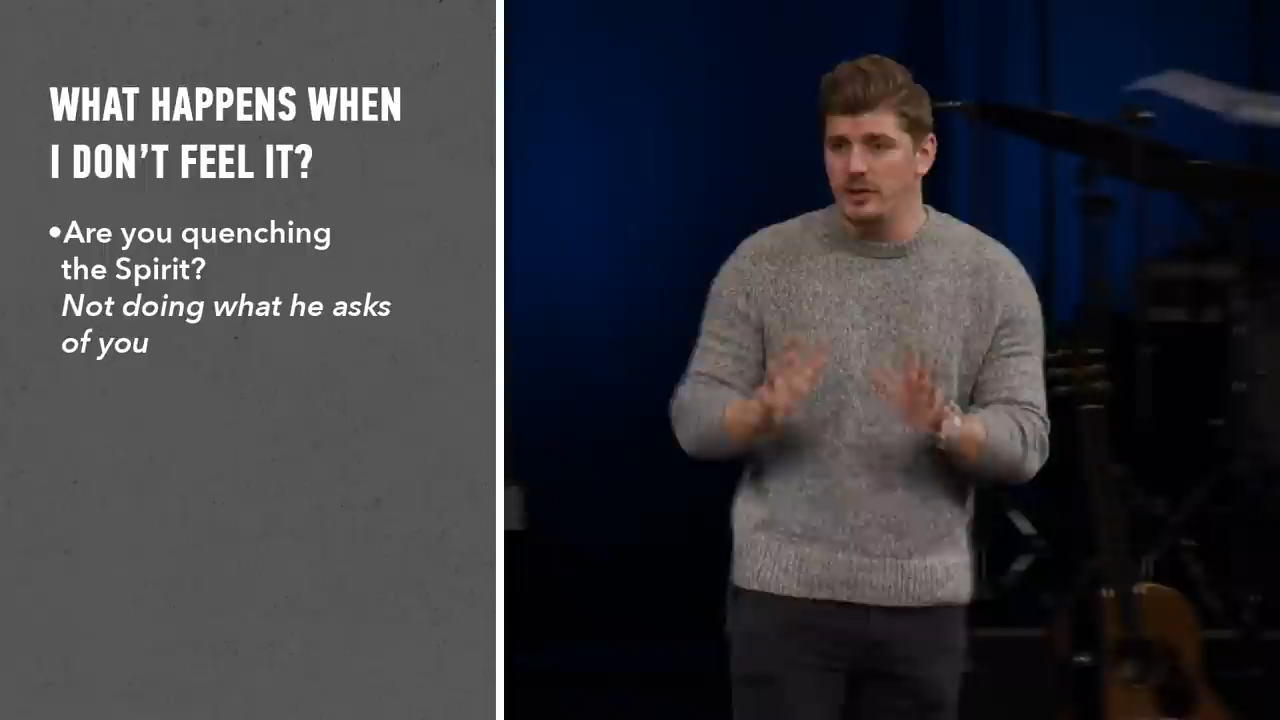 WHAT HAPPENS WHEN
I DON'T FEEL IT?
•Are you quenching
the Spirit?
Not doing what he asks
of you